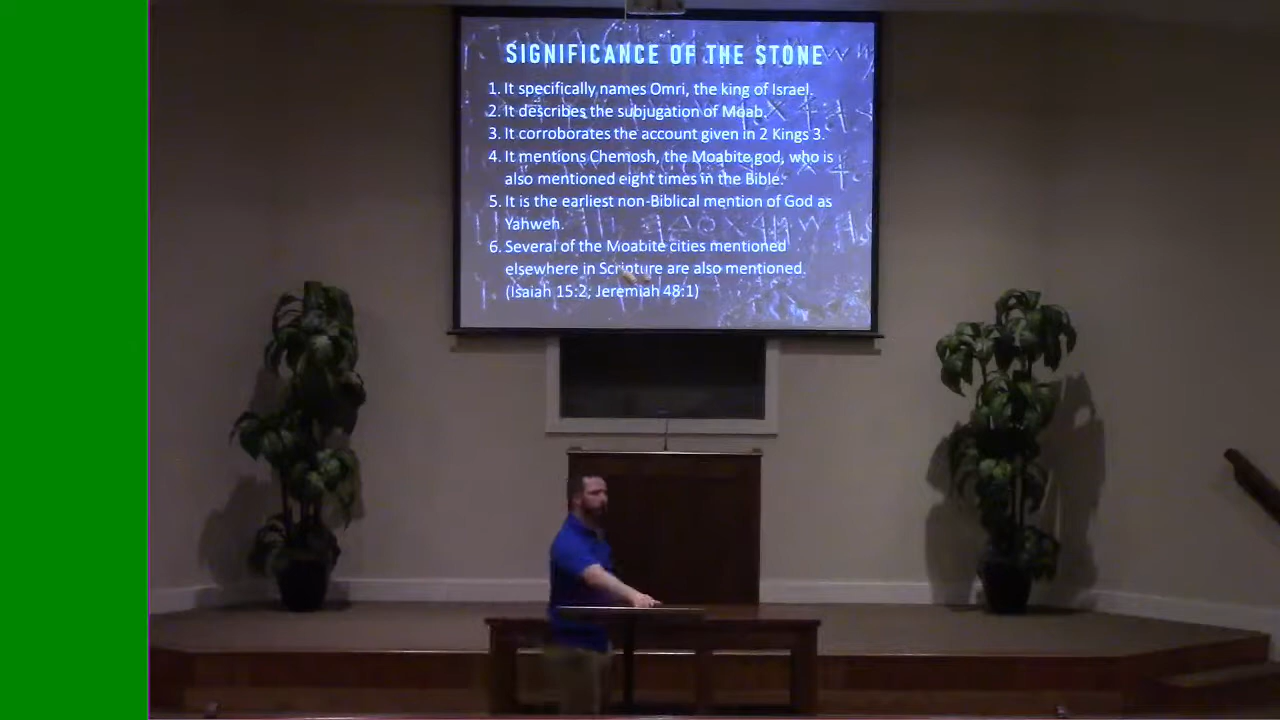 SIGNIFICANCE OF THE STONE
1. It specifically names Omri, the king of Israel.
2. It describes the subjugation of Moab.
3. It corroborates the account given in 2 Kings 3.
4. It mentions Chemosh, the Moabite god, who is
also mentioned eight times in the Bible.
5. It is the earliest non-Biblical mention of God as
Yahweh.
6. Several of the Moabite cities mentioned
elsewhere in Scripture are also mentioned.
(Isaiah 15:2; Jeremiah 48:1)